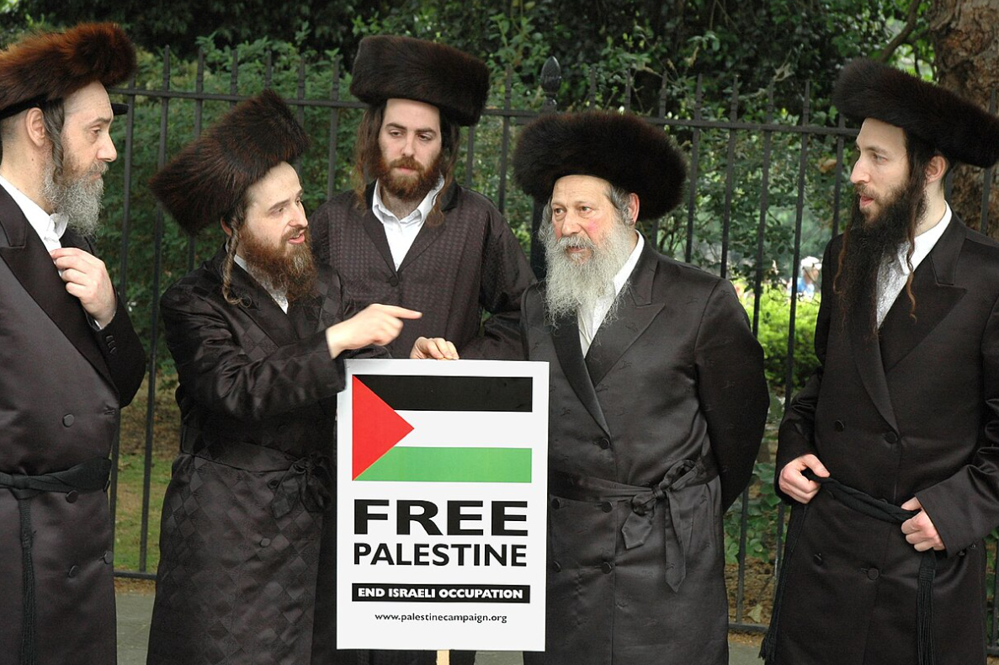 FREE
PALESTINE
END ISRAELI OCCUPATION
www.palestinecampaign.org